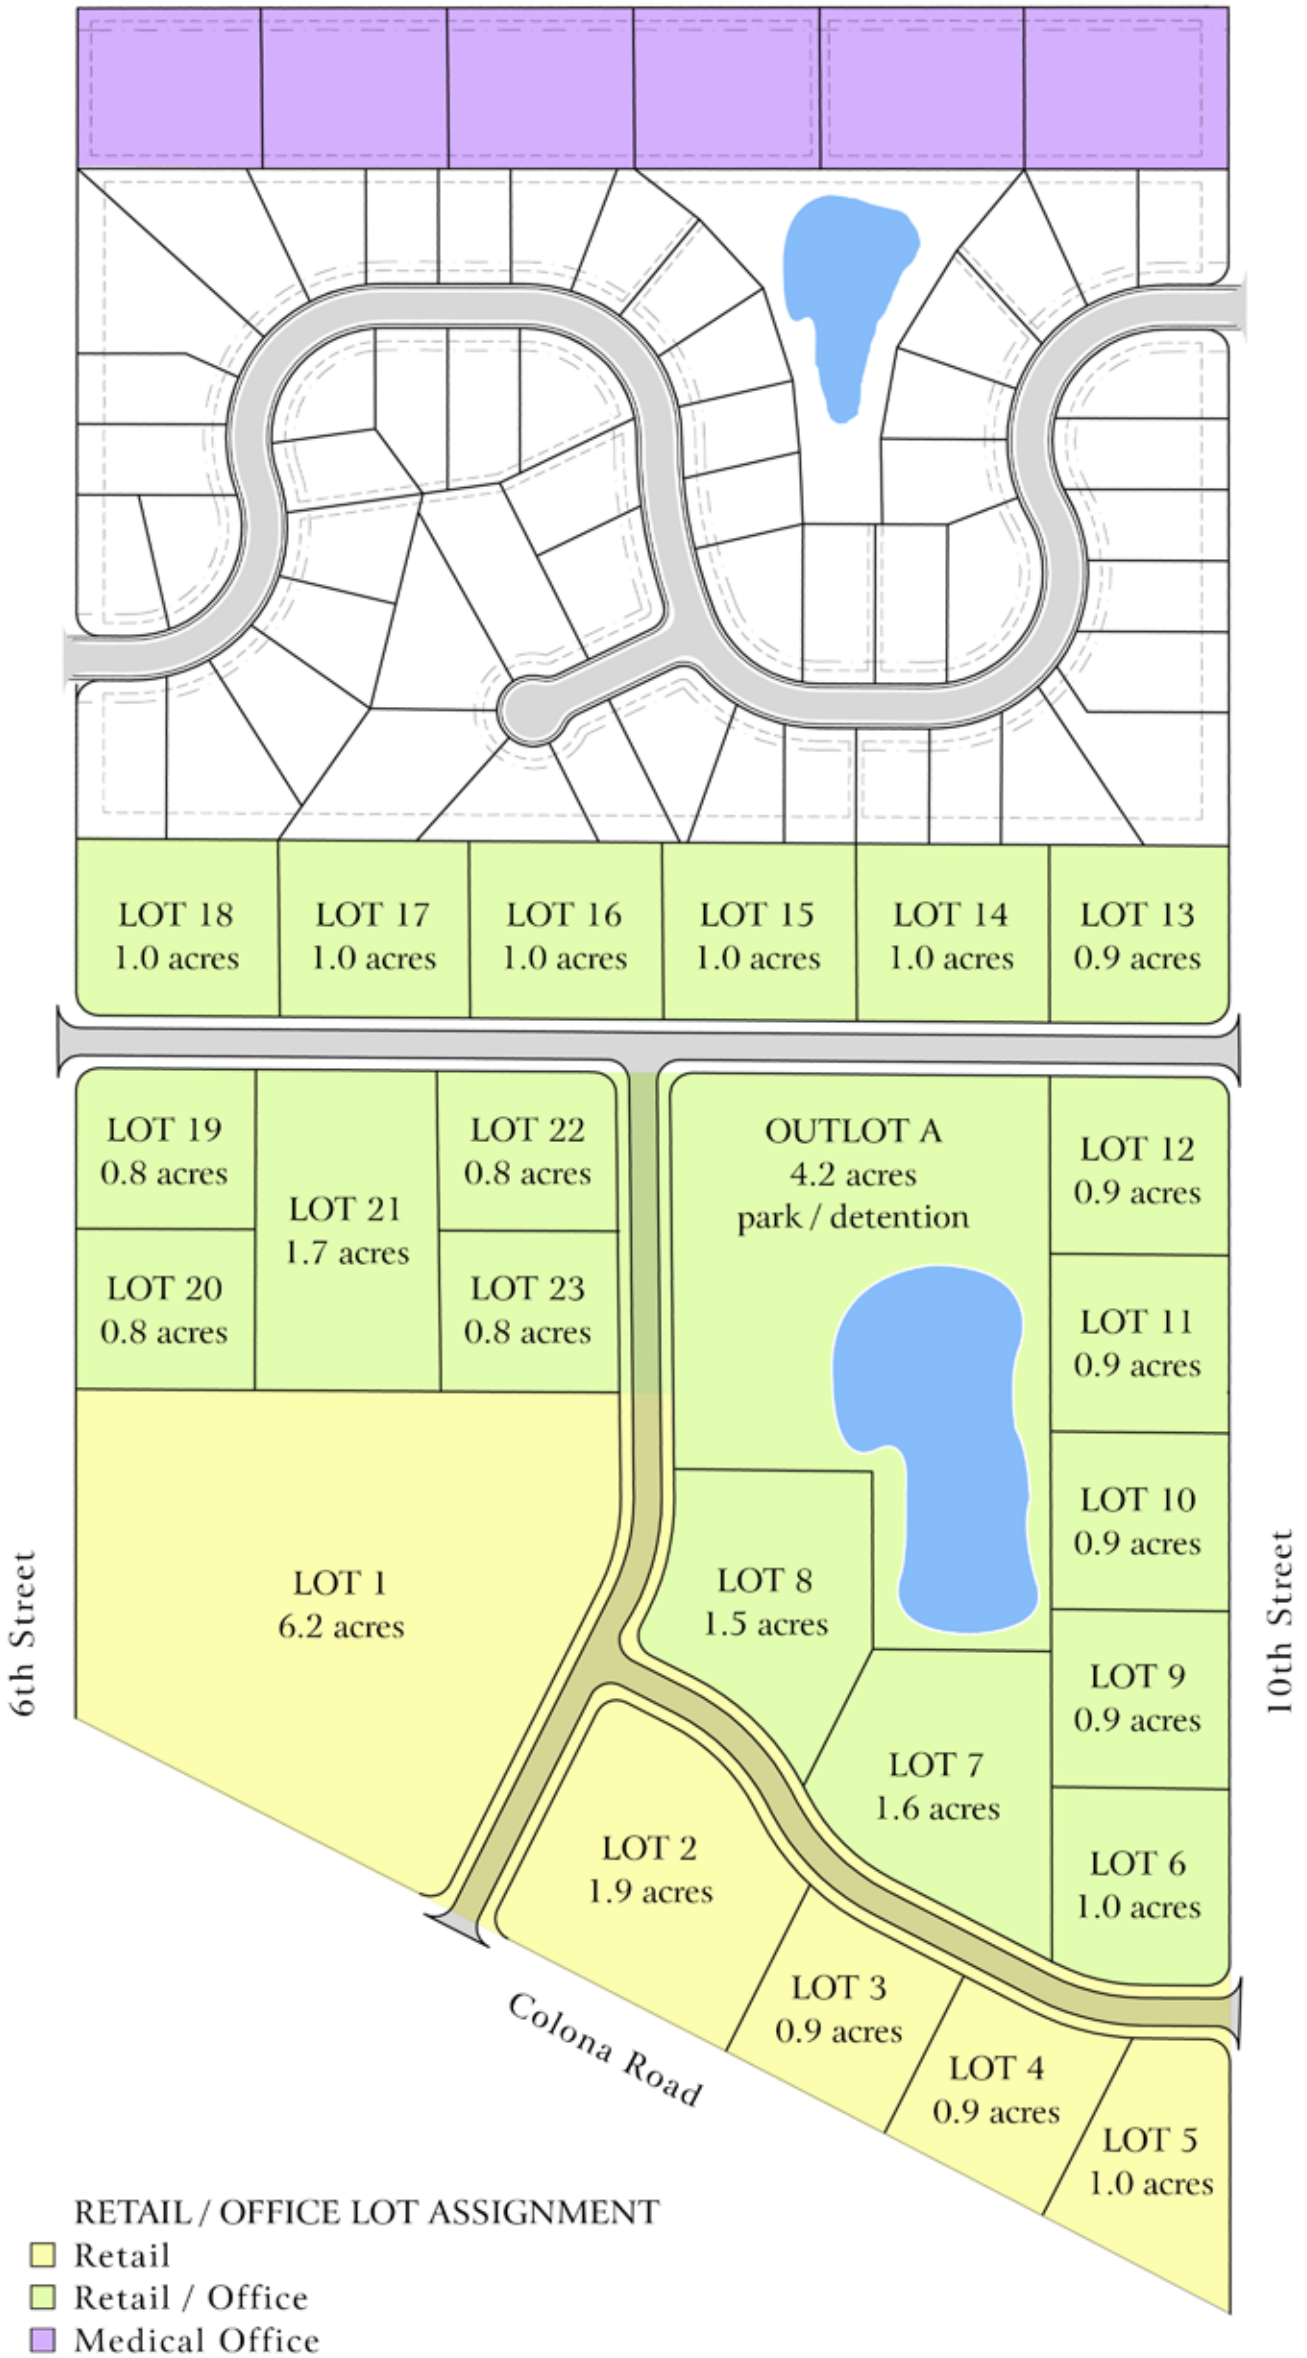 LOT 18
1.0 acres
LOT 17
1.0 acres
LOT 16
1.0 acres
LOT 15
1.0 acres
LOT 14
1.0 acres
LOT 13
0.9 acres
LOT 19
0.8 acres
LOT 21
1.7 acres
LOT 22
0.8 acres
OUTLOT A
4.2 acres
park / detention
LOT 12
0.9 acres
LOT 20
0.8 acres
LOT 23
0.8 acres
LOT 11
0.9 acres
LOT 10
0.9 acres
6th Street
LOT 1
6.2 acres
LOT 8
1.5 acres
10th Street
LOT 9
0.9 acres
LOT 7
1.6 acres
LOT 2
1.9 acres
LOT 6
1.0 acres
LOT 3
0.9 acres
Colona Road
LOT 4
0.9 acres
LOT 5
1.0 acres
RETAIL / OFFICE LOT ASSIGNMENT
Retail
Retail / Office
Medical Office